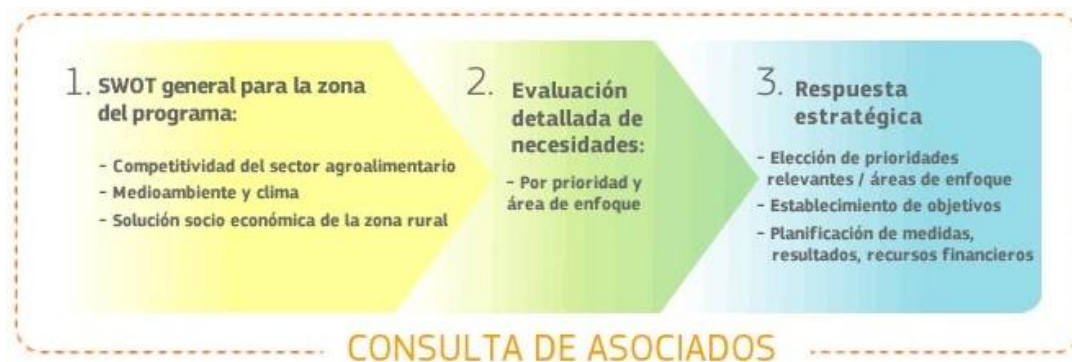 1. SWOT general para la zona
del programa:
- Competitividad del sector agroalimentario
- Medioambiente y clima
- Solución socio económica de la zona rural
2. Evaluación
detallada de
necesidades:
- Por prioridad y
área de enfoque
3. Respuesta
estratégica
- Elección de prioridades
relevantes / áreas de enfoque
- Establecimiento de objetivos
- Planificación de medidas,
resultados, recursos financieros
CONSULTA DE ASOCIADOS